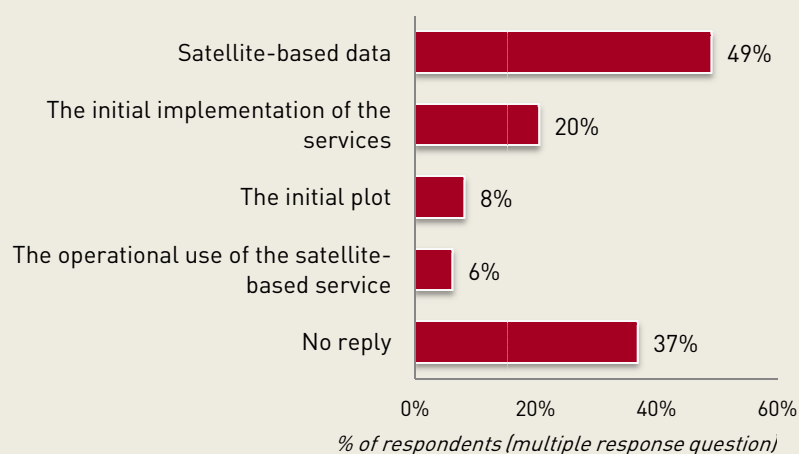 Satellite-based data
49%
The initial implementation of the
services
20%
The initial plot
8%
The operational use of the satellite-
based service
6%
No reply
37%
0% 20% 40% 60%
% of respondents (multiple response question)